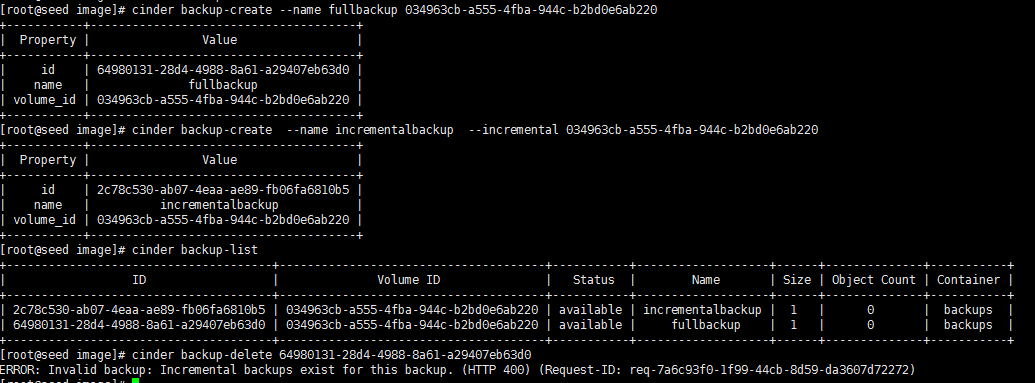 [root@seed image]# cinder backup-create --name fullbackup 034963cb-a555-4fba-944c-b2bd0e6ab220
+-----------+--------------------------------------+
| Property | Value |
+-----------+--------------------------------------+
| id | 64980131-28d4-4988-8a61-a29407eb63d0 |
| name | fullbackup |
| volume_id | 034963cb-a555-4fba-944c-b2bd0e6ab220 |
+-----------+--------------------------------------+
[root@seed image]# cinder backup-create  --name incrementalbackup  --incremental 034963cb-a555-4fba-944c-b2bd0e6ab220
+-----------+--------------------------------------+
| Property | Value |
+-----------+--------------------------------------+
| id | 2c78c530-ab07-4eaa-ae89-fb06fa6810b5 |
| name | incrementalbackup |
| volume_id | 034963cb-a555-4fba-944c-b2bd0e6ab220 |
+-----------+--------------------------------------+
[root@seed image]# cinder backup-list
+--------------------------------------+--------------------------------------+-----------+-------------------+------+--------------+-----------+
| ID | Volume ID | Status | Name | Size | Object Count | Container |
+--------------------------------------+--------------------------------------+-----------+-------------------+------+--------------+-----------+
| 2c78c530-ab07-4eaa-ae89-fb06fa6810b5 | 034963cb-a555-4fba-944c-b2bd0e6ab220 | available | incrementalbackup | 1 | 0 | backups |
| 64980131-28d4-4988-8a61-a29407eb63d0 | 034963cb-a555-4fba-944c-b2bd0e6ab220 | available | fullbackup | 1 | 0 | backups |
+--------------------------------------+--------------------------------------+-----------+-------------------+------+--------------+-----------+
[root@seed image]# cinder backup-delete 64980131-28d4-4988-8a61-a29407eb63d0
ERROR: Invalid backup: Incremental backups exist for this backup. (HTTP 400) (Request-ID: req-7a6c93f0-1f99-44cb-8d59-da3607d72272)
[root@seed image]#